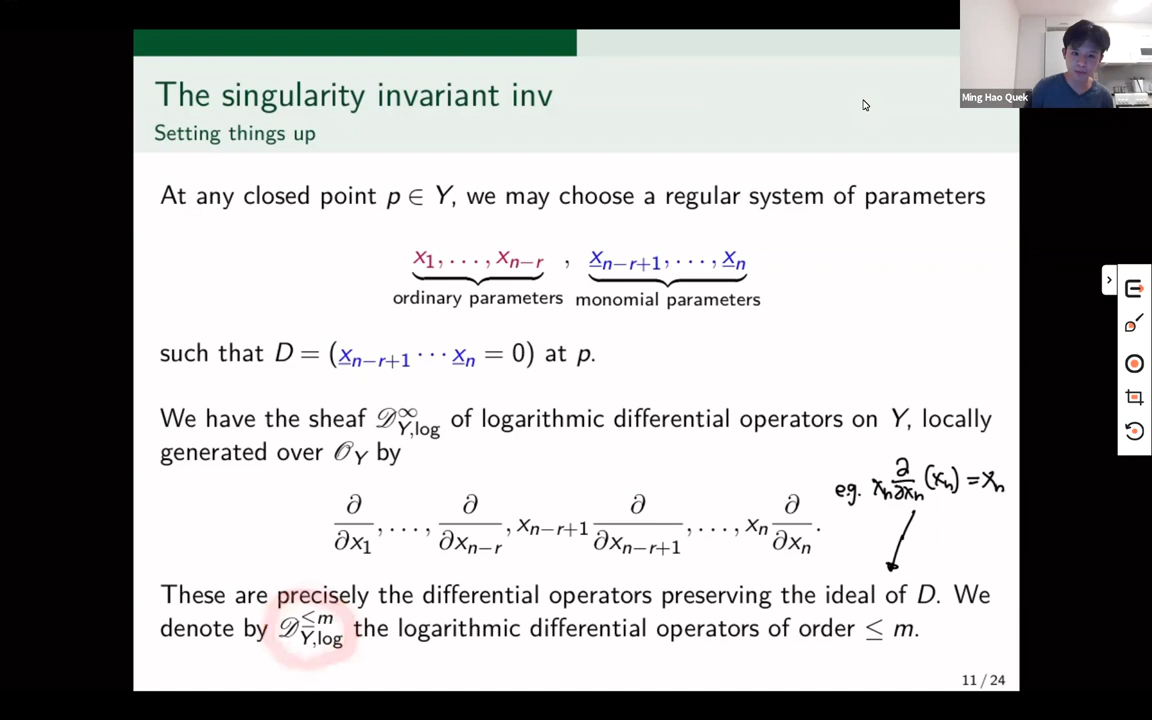 The singularity invariant inv
Setting things up
Ming Hao Quek
At any closed point p ∈ Y, we may choose a regular system of parameters
x₁, . . . , xₙ₋ᵣ , x̲ₙ₋ᵣ₊₁, . . . , x̲ₙ
ordinary parameters monomial parameters
such that D = (x̲ₙ₋ᵣ₊₁ · · · x̲ₙ = 0) at p.
We have the sheaf 𝒟^∞_{Y,log} of logarithmic differential operators on Y, locally
generated over 𝒪_Y by
eg. xₙ ∂/∂xₙ (xₙ) = xₙ
∂/∂x₁, . . . , ∂/∂xₙ₋ᵣ, xₙ₋ᵣ₊₁ ∂/∂xₙ₋ᵣ₊₁, . . . , xₙ ∂/∂xₙ.
These are precisely the differential operators preserving the ideal of D. We
denote by 𝒟^{≤m}_{Y,log} the logarithmic differential operators of order ≤ m.
11 / 24